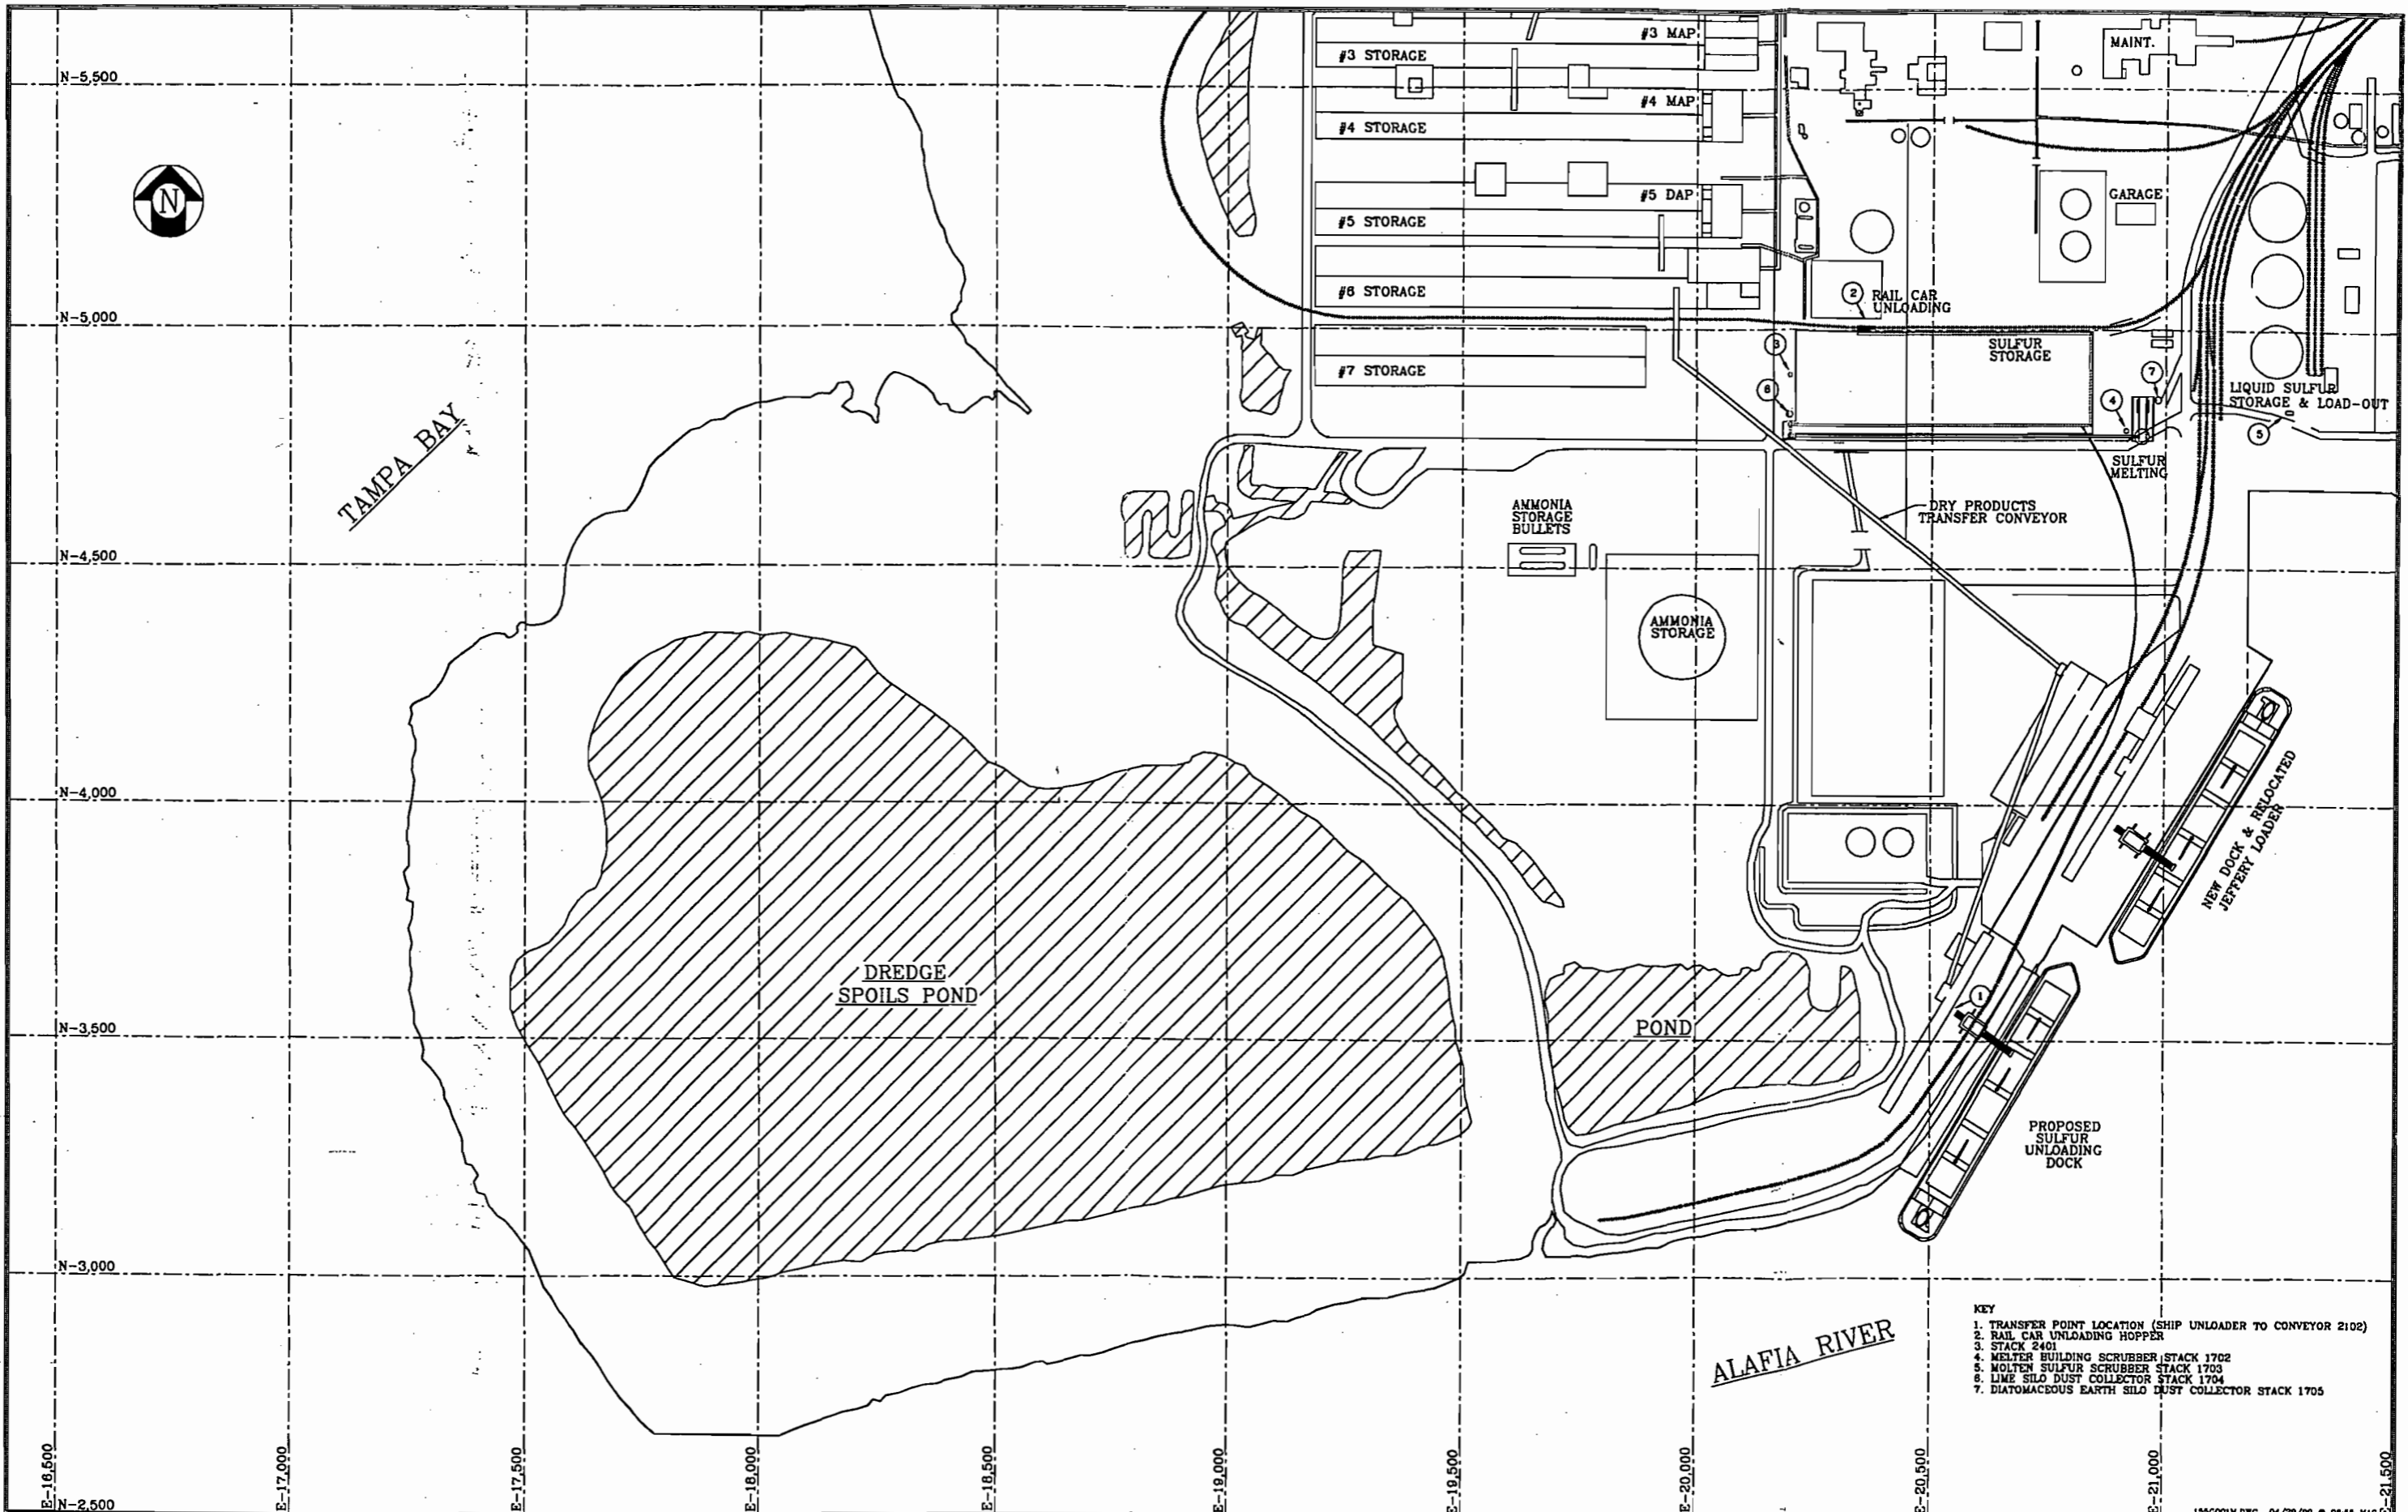 N-5,500
N-5,000
N-4,500
N-4,000
N-3,500
N-3,000
N-2,500
E-16,500
E-17,000
E-17,500
E-18,000
E-18,500
E-19,000
E-19,500
E-20,000
E-20,500
E-21,000
E-21,500
N
TAMPA BAY
#3 MAP
#3 STORAGE
#4 MAP
#4 STORAGE
#5 DAP
#5 STORAGE
#6 STORAGE
#7 STORAGE
MAINT.
GARAGE
2
RAIL CAR
UNLOADING
3
SULFUR
STORAGE
6
7
4
LIQUID SULFUR
STORAGE & LOAD-OUT
5
SULFUR
MELTING
DRY PRODUCTS
TRANSFER CONVEYOR
AMMONIA
STORAGE
BULLETS
AMMONIA
STORAGE
NEW DOCK & RELOCATED
JEFFERY LOADER
DREDGE
SPOILS POND
POND
1
PROPOSED
SULFUR
UNLOADING
DOCK
ALAFIA RIVER
KEY
1. TRANSFER POINT LOCATION (SHIP UNLOADER TO CONVEYOR 2102)
2. RAIL CAR UNLOADING HOPPER
3. STACK 2401
4. MELTER BUILDING SCRUBBER STACK 1702
5. MOLTEN SULFUR SCRUBBER STACK 1703
6. LIME SILO DUST COLLECTOR STACK 1704
7. DIATOMACEOUS EARTH SILO DUST COLLECTOR STACK 1705